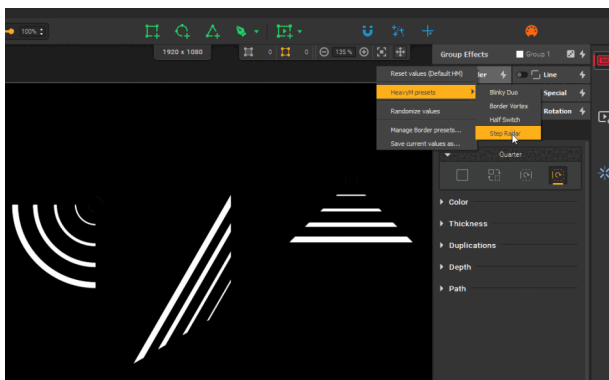 100%
1920 x 1080
0
0
135 %
Group Effects
Group 1
Reset values (Default HM)
der
Line
HeavyM presets
Blinky Duo
Special
Border Vortex
Randomize values
Rotation
Half Switch
Manage Border presets...
Step Radar
Save current values as...
Quarter
Color
Thickness
Duplications
Depth
Path